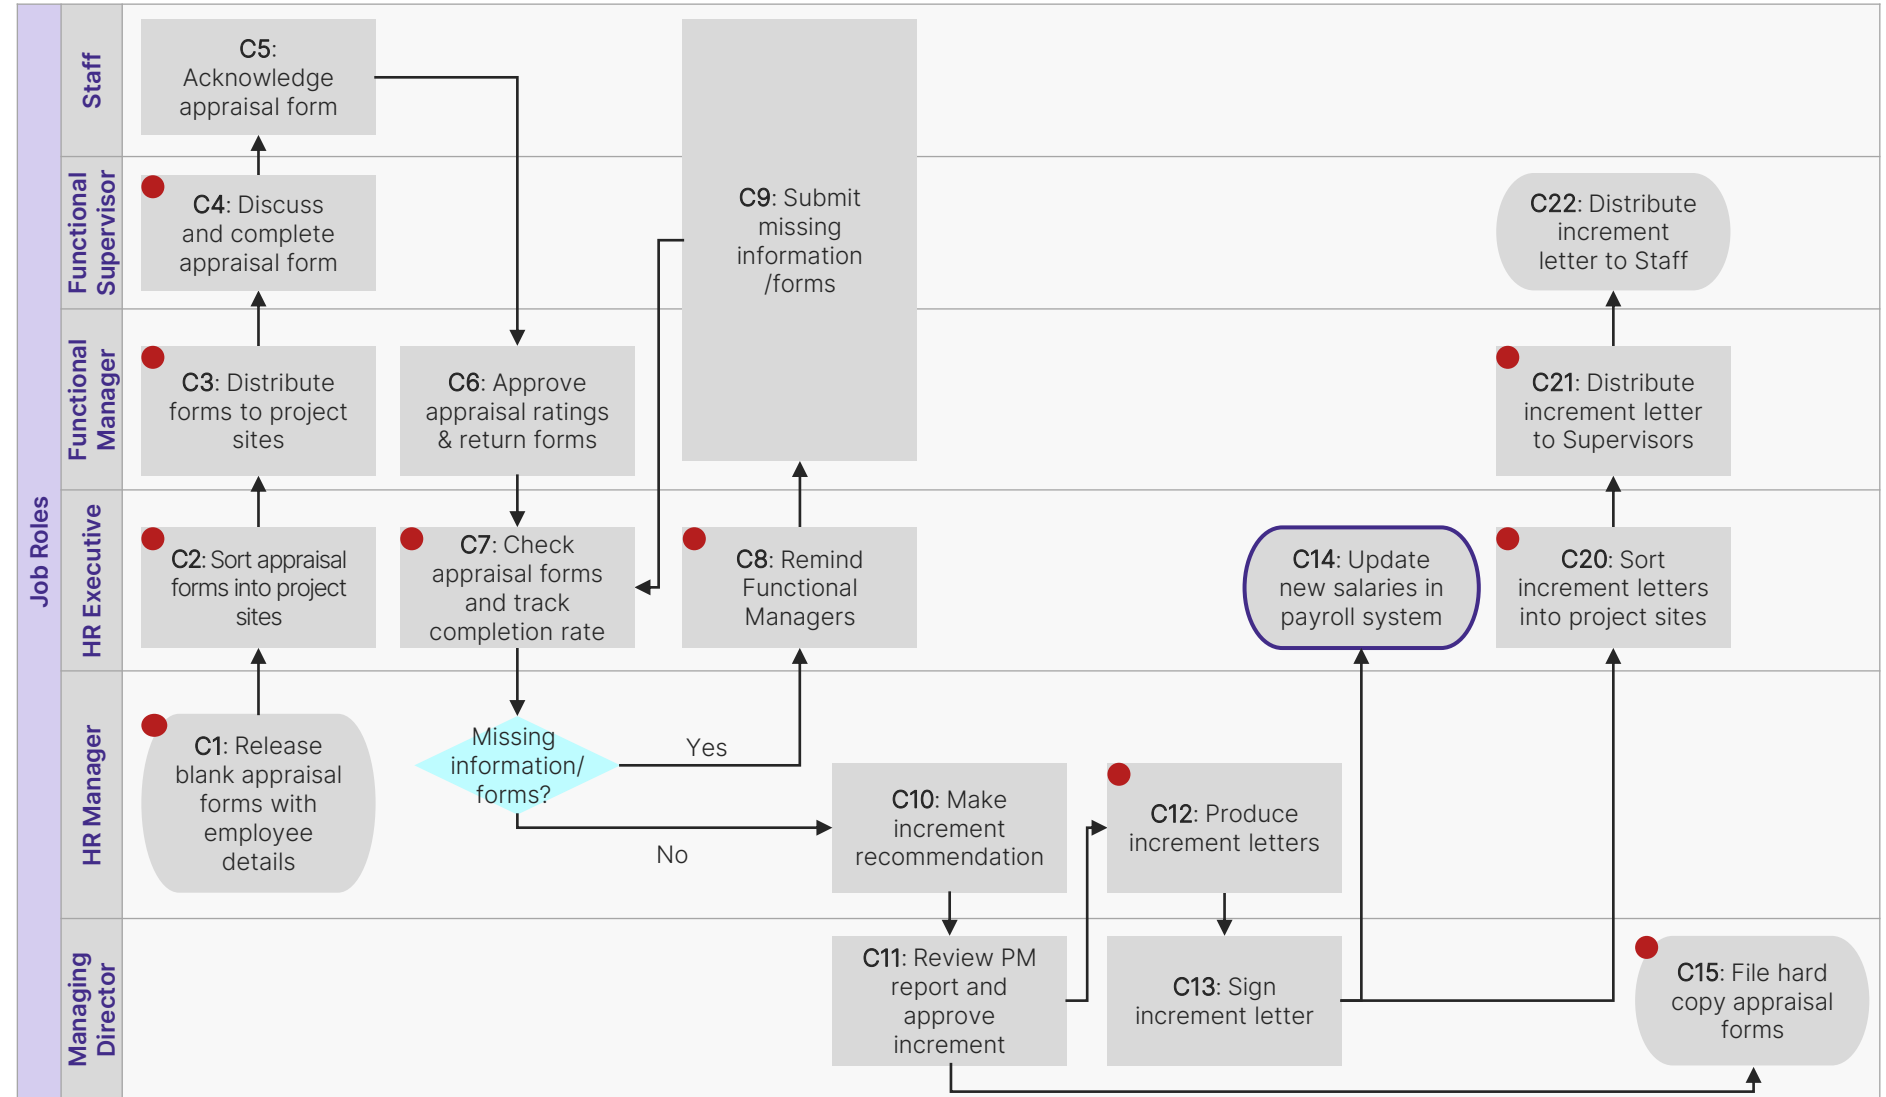 Job Roles
Staff
C5:
Acknowledge
appraisal form
Functional
Supervisor
C4: Discuss
and complete
appraisal form
C9: Submit
missing
information
/forms
C22: Distribute
increment
letter to Staff
Functional
Manager
C3: Distribute
forms to project
sites
C6: Approve
appraisal ratings
& return forms
C21: Distribute
increment letter
to Supervisors
HR Executive
C2: Sort appraisal
forms into project
sites
C7: Check
appraisal forms
and track
completion rate
C8: Remind
Functional
Managers
C14: Update
new salaries in
payroll system
C20: Sort
increment letters
into project sites
HR Manager
C1: Release
blank appraisal
forms with
employee
details
Missing
information/
forms?
Yes
No
C10: Make
increment
recommendation
C12: Produce
increment letters
Managing
Director
C11: Review PM
report and
approve
increment
C13: Sign
increment letter
C15: File hard
copy appraisal
forms